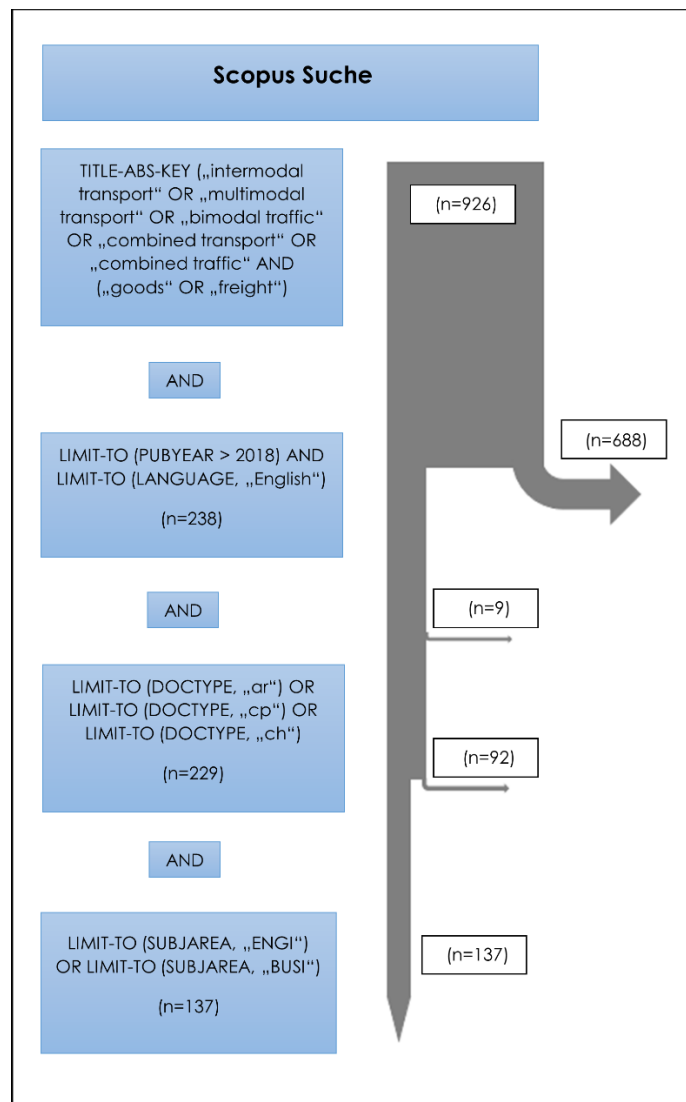 Scopus Suche
TITLE-ABS-KEY („intermodal
transport“ OR „multimodal
transport“ OR „bimodal traffic“
OR „combined transport“ OR
„combined traffic“ AND
(„goods“ OR „freight“)
(n=926)
AND
(n=688)
LIMIT-TO (PUBYEAR > 2018) AND
LIMIT-TO (LANGUAGE, „English“)
(n=238)
AND
(n=9)
LIMIT-TO (DOCTYPE, „ar“) OR
LIMIT-TO (DOCTYPE, „cp“) OR
LIMIT-TO (DOCTYPE, „ch“)
(n=229)
(n=92)
AND
LIMIT-TO (SUBJAREA, „ENGI“)
OR LIMIT-TO (SUBJAREA, „BUSI“)
(n=137)
(n=137)